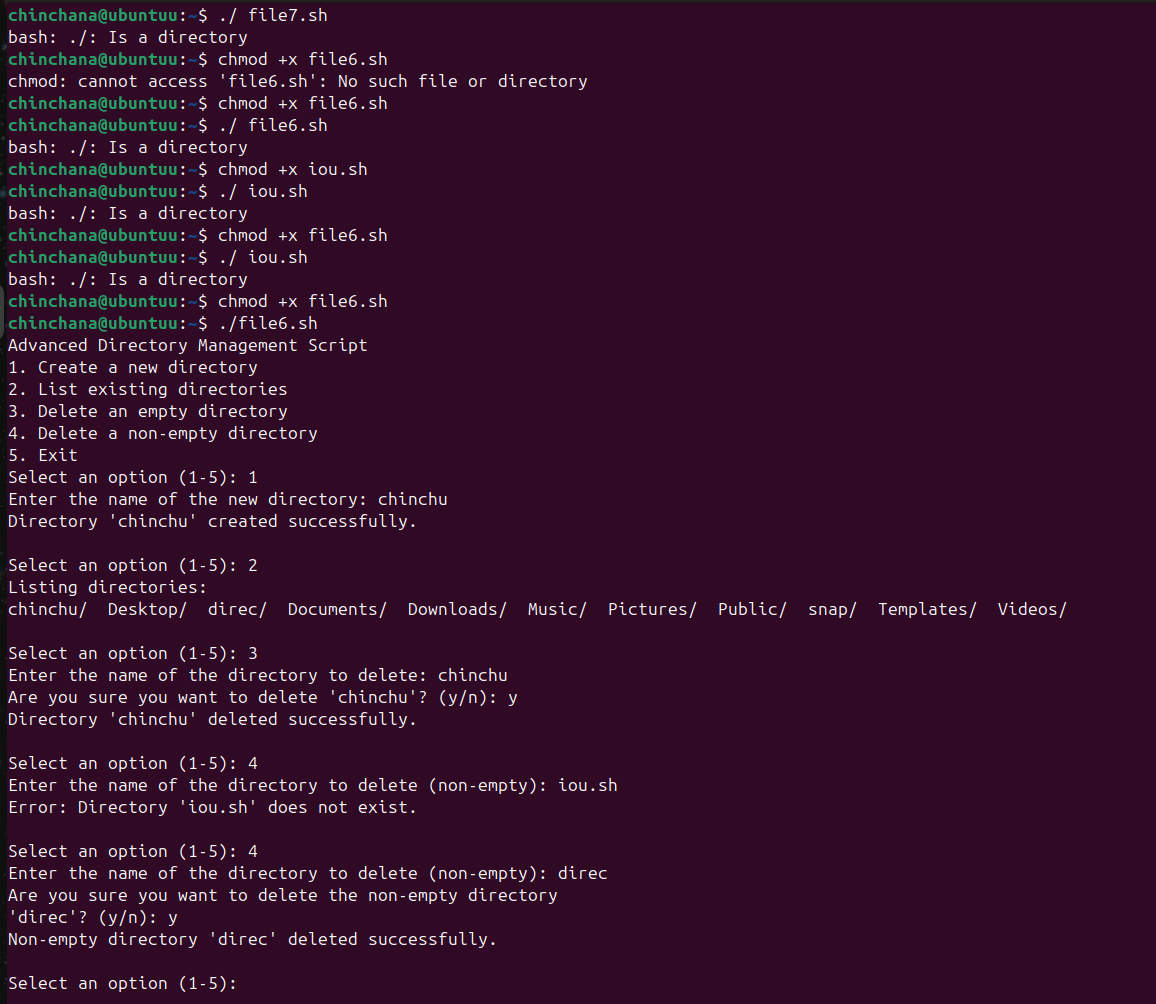 chinchana@ubuntuu:~$ ./ file7.sh
bash: ./: Is a directory
chinchana@ubuntuu:~$ chmod +x file6.sh
chmod: cannot access 'file6.sh': No such file or directory
chinchana@ubuntuu:~$ chmod +x file6.sh
chinchana@ubuntuu:~$ ./ file6.sh
bash: ./: Is a directory
chinchana@ubuntuu:~$ chmod +x iou.sh
chinchana@ubuntuu:~$ ./ iou.sh
bash: ./: Is a directory
chinchana@ubuntuu:~$ chmod +x file6.sh
chinchana@ubuntuu:~$ ./ iou.sh
bash: ./: Is a directory
chinchana@ubuntuu:~$ chmod +x file6.sh
chinchana@ubuntuu:~$ ./file6.sh
Advanced Directory Management Script
1. Create a new directory
2. List existing directories
3. Delete an empty directory
4. Delete a non-empty directory
5. Exit
Select an option (1-5): 1
Enter the name of the new directory: chinchu
Directory 'chinchu' created successfully.
Select an option (1-5): 2
Listing directories:
chinchu/  Desktop/  direc/  Documents/  Downloads/  Music/  Pictures/  Public/  snap/  Templates/  Videos/
Select an option (1-5): 3
Enter the name of the directory to delete: chinchu
Are you sure you want to delete 'chinchu'? (y/n): y
Directory 'chinchu' deleted successfully.
Select an option (1-5): 4
Enter the name of the directory to delete (non-empty): iou.sh
Error: Directory 'iou.sh' does not exist.
Select an option (1-5): 4
Enter the name of the directory to delete (non-empty): direc
Are you sure you want to delete the non-empty directory
'direc'? (y/n): y
Non-empty directory 'direc' deleted successfully.
Select an option (1-5):